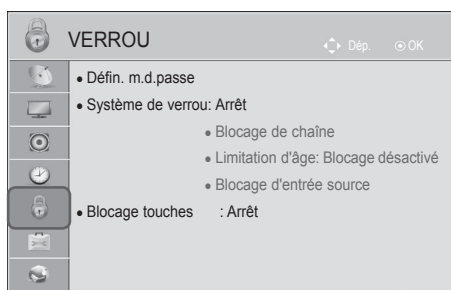 VERROU
Dép. OK
• Défin. m.d.passe
• Système de verrou: Arrêt
• Blocage de chaîne
• Limitation d'âge: Blocage désactivé
• Blocage d'entrée source
• Blocage touches : Arrêt